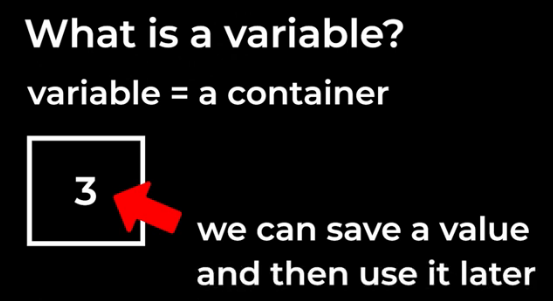 What is a variable?
variable = a container
3
we can save a value
and then use it later